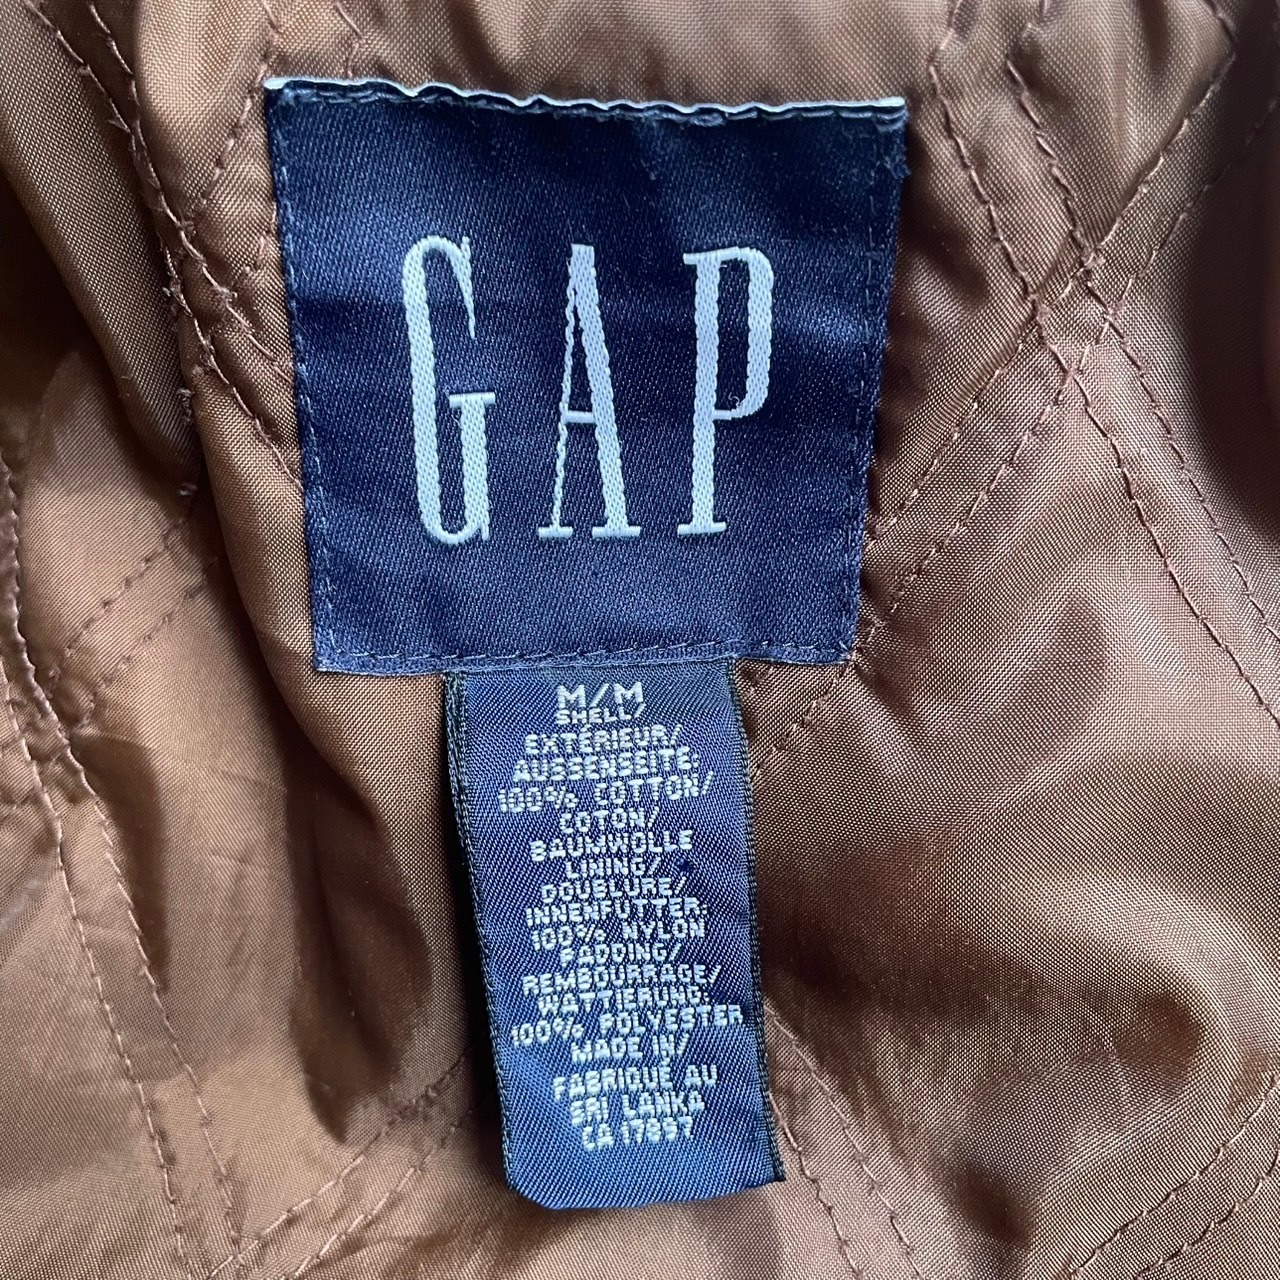 GAP
M/M
SHELL/
EXTÉRIEUR/
AUSSENSEITE:
100% COTTON/
COTON/
BAUMWOLLE
LINING/
DOUBLURE/
INNENFUTTER:
100% NYLON
PADDING/
REMBOURRAGE/
WATTIERUNG:
100% POLYESTER
MADE IN/
FABRIQUÉ AU
SRI LANKA
CA 17897